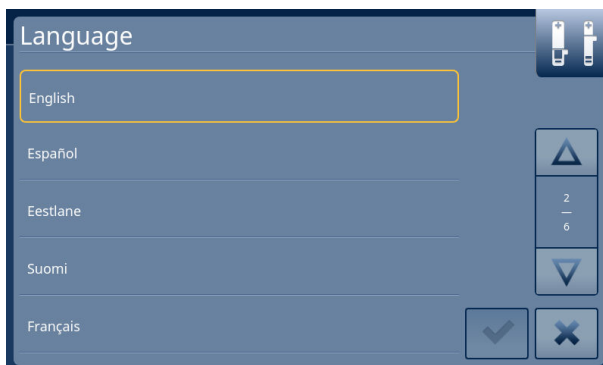 Language
English
Español
Eestlane
2
—
6
Suomi
Français